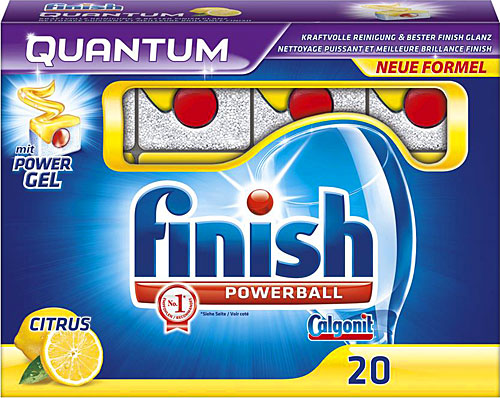 finish
QUANTUM
KRAFTVOLLE REINIGUNG & BESTER FINISH GLANZ
NETTOYAGE PUISSANT ET MEILLEURE BRILLANCE FINISH
NEUE FORMEL
mit
POWER
GEL
finish
POWERBALL
No.1*
*Siehe Seite / Voir coté
Calgonit
CITRUS
20